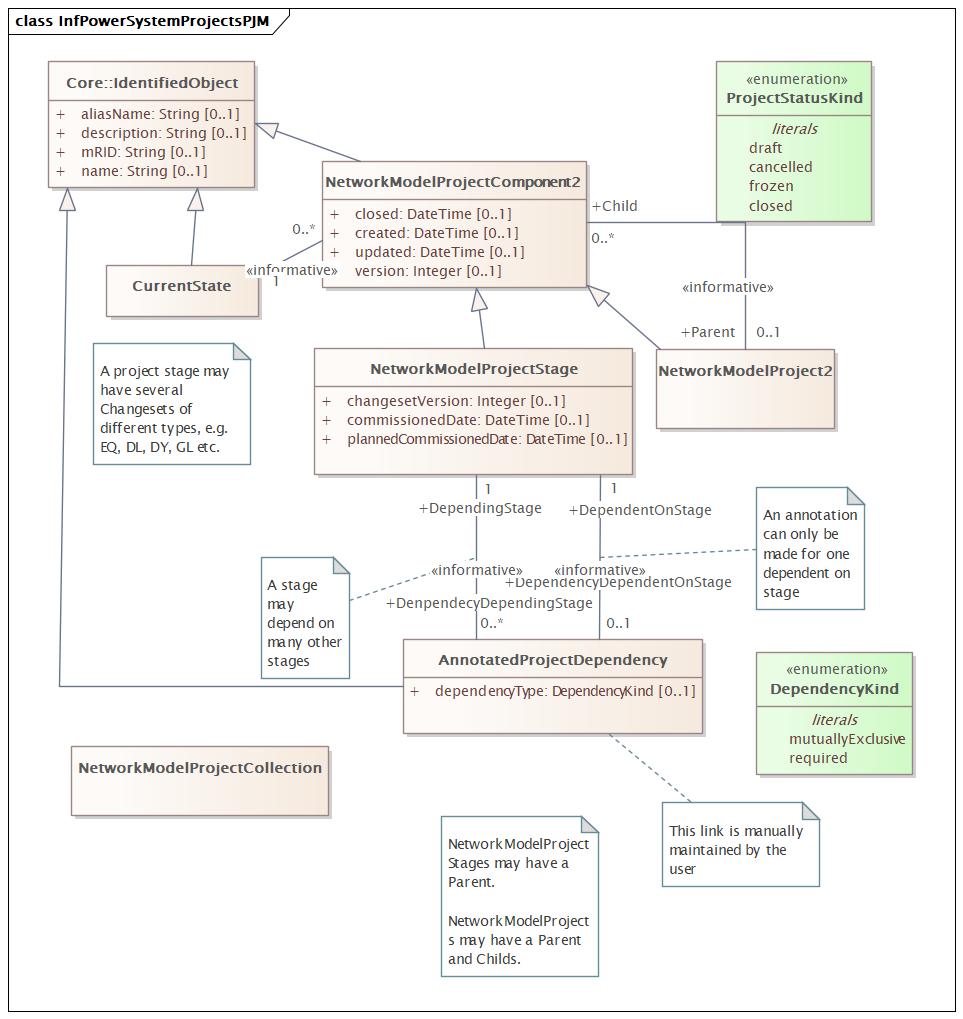 class InfPowerSystemProjectsPJM
Core::IdentifiedObject
+ aliasName: String [0..1]
+ description: String [0..1]
+ mRID: String [0..1]
+ name: String [0..1]
«enumeration»
ProjectStatusKind
literals
draft
cancelled
frozen
closed
NetworkModelProjectComponent2
+ closed: DateTime [0..1]
+ created: DateTime [0..1]
+ updated: DateTime [0..1]
+ version: Integer [0..1]
+Child
0..*
0..*
«informative»
1
CurrentState
«informative»
+Parent
0..1
A project stage may
have several
Changesets of
different types, e.g.
EQ, DL, DY, GL etc.
NetworkModelProjectStage
+ changesetVersion: Integer [0..1]
+ commissionedDate: DateTime [0..1]
+ plannedCommissionedDate: DateTime [0..1]
NetworkModelProject2
1
+DependingStage
1
+DependentOnStage
An annotation
can only be
made for one
dependent on
stage
A stage
may
depend on
many other
stages
«informative»
«informative»
+DependencyDependentOnStage
+DenpendecyDependingStage
0..*
0..1
AnnotatedProjectDependency
+ dependencyType: DependencyKind [0..1]
«enumeration»
DependencyKind
literals
mutuallyExclusive
required
NetworkModelProjectCollection
NetworkModelProject
Stages may have a
Parent.
NetworkModelProject
s may have a Parent
and Childs.
This link is manually
maintained by the
user